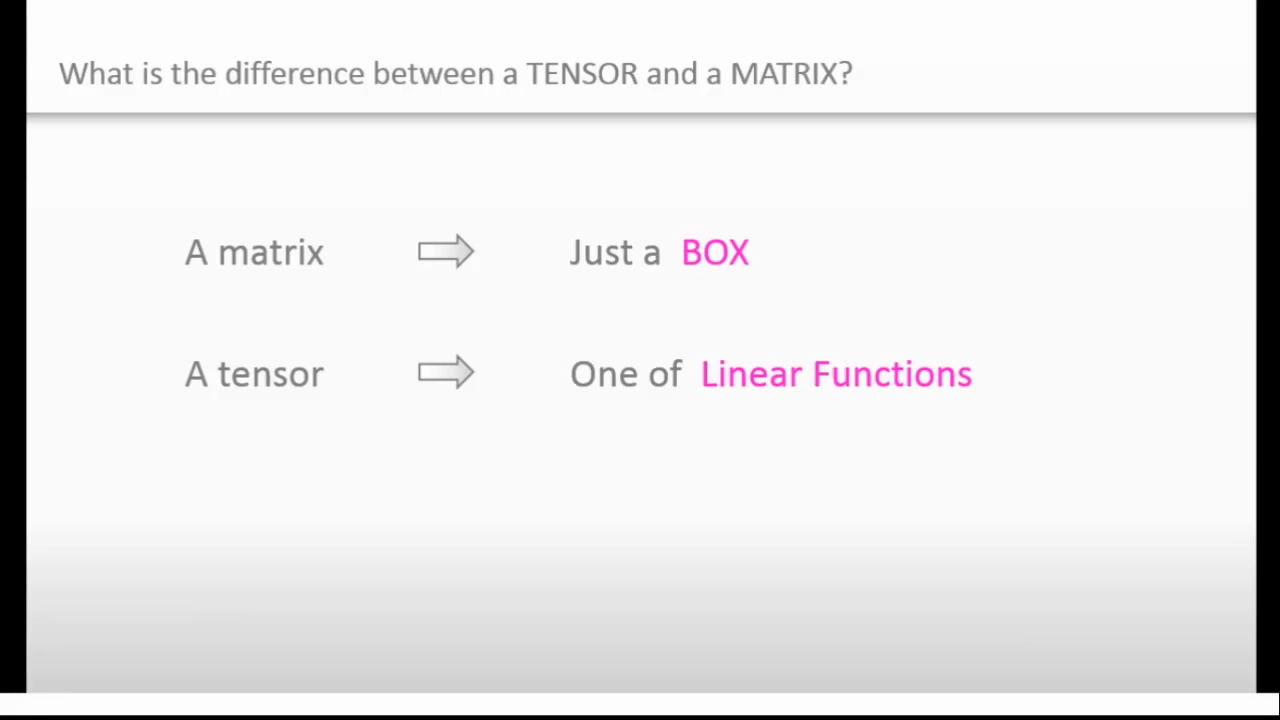 What is the difference between a TENSOR and a MATRIX?
A matrix Just a BOX
A tensor One of Linear Functions